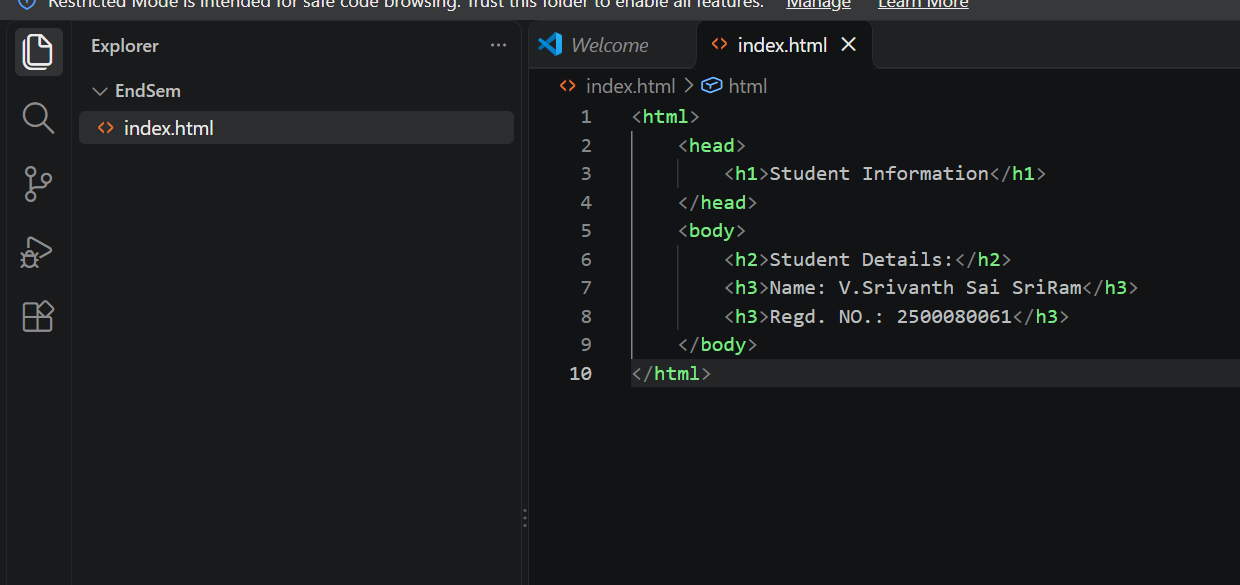 Restricted Mode is intended for safe code browsing. Trust this folder to enable all features. Manage Learn More
Explorer ···
EndSem
index.html
Welcome
index.html
index.html > html
1 <html>
2 <head>
3 <h1>Student Information</h1>
4 </head>
5 <body>
6 <h2>Student Details:</h2>
7 <h3>Name: V.Srivanth Sai SriRam</h3>
8 <h3>Regd. NO.: 2500080061</h3>
9 </body>
10 </html>